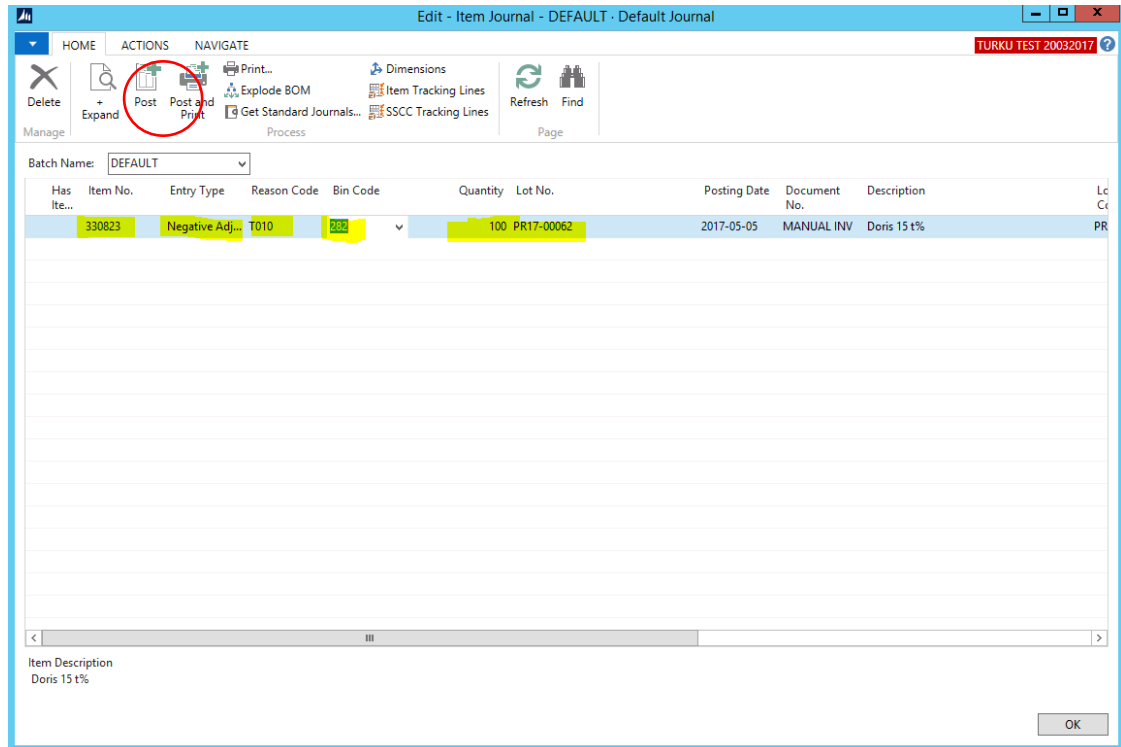 Edit - Item Journal - DEFAULT · Default Journal
HOME ACTIONS NAVIGATE
TURKU TEST 20032017
Delete
+ Expand
Post
Post and Print
Print...
Explode BOM
Get Standard Journals...
Dimensions
Item Tracking Lines
SSCC Tracking Lines
Refresh
Find
Manage
Process
Page
Batch Name: DEFAULT
Has Ite... Item No. Entry Type Reason Code Bin Code Quantity Lot No. Posting Date Document No. Description Lc Cc
330823 Negative Adj... T010 282 100 PR17-00062 2017-05-05 MANUAL INV Doris 15 t% PR
Item Description
Doris 15 t%
OK